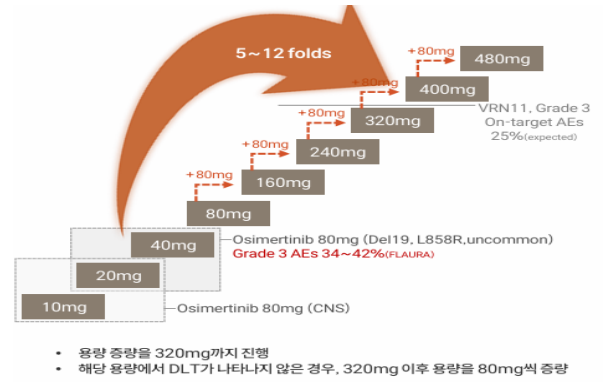 5~12 folds
+80mg
480mg
+80mg
400mg
+80mg
320mg
VRN11, Grade 3
On-target AEs
25%(expected)
+80mg
240mg
+80mg
160mg
+80mg
80mg
40mg
Osimertinib 80mg (Del19, L858R,uncommon)
Grade 3 AEs 34~42%(FLAURA)
20mg
10mg
Osimertinib 80mg (CNS)
• 용량 증량을 320mg까지 진행
• 해당 용량에서 DLT가 나타나지 않은 경우, 320mg 이후 용량을 80mg씩 증량